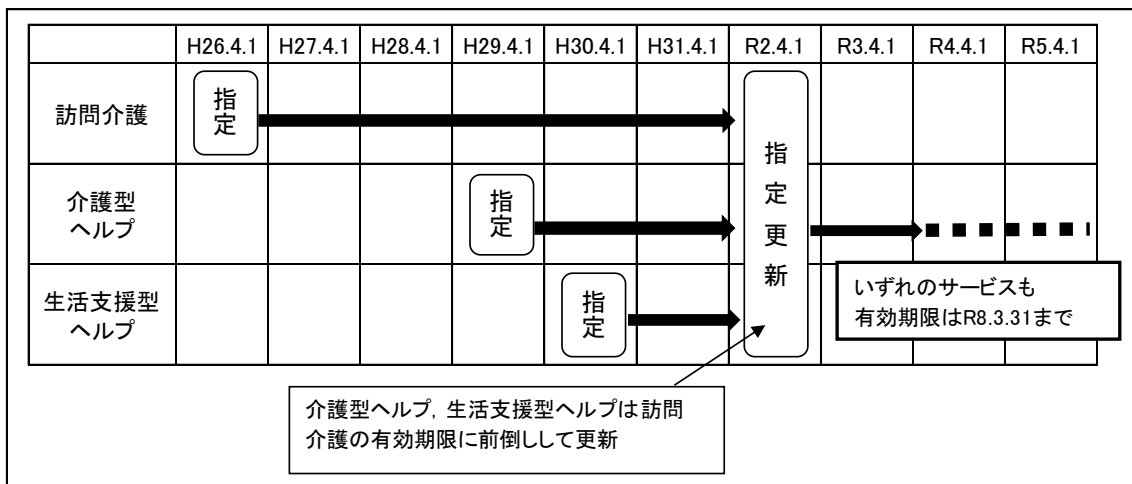 H26.4.1 H27.4.1 H28.4.1 H29.4.1 H30.4.1 H31.4.1 R2.4.1 R3.4.1 R4.4.1 R5.4.1
訪問介護
指定
介護型
ヘルプ
指定
生活支援型
ヘルプ
指定
指定更新
いずれのサービスも
有効期限はR8.3.31まで
介護型ヘルプ，生活支援型ヘルプは訪問
介護の有効期限に前倒しして更新